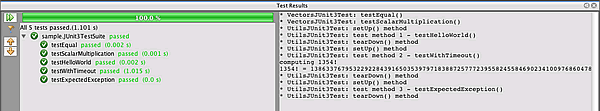 Test Results
100.0 %
All 5 tests passed.(1.101 s)
sample.JUnit3TestSuite passed
testEqual passed (0.002 s)
testScalarMultiplication passed (0.001 s)
testHelloWorld passed (0.002 s)
testWithTimeout passed (1.015 s)
testExpectedException passed (0.0 s)
* VectorsJUnit3Test: testEqual()
* VectorsJUnit3Test: testScalarMultiplication()
* UtilsJUnit3Test: setUp() method
* UtilsJUnit3Test: test method 1 - testHelloWorld()
* UtilsJUnit3Test: tearDown() method
* UtilsJUnit3Test: setUp() method
* UtilsJUnit3Test: test method 2 - testWithTimeout()
computing 1354!
1354! =
* UtilsJUnit3Test: tearDown() method
* UtilsJUnit3Test: setUp() method
* UtilsJUnit3Test: test method 3 - testExpectedException()
* UtilsJUnit3Test: tearDown() method